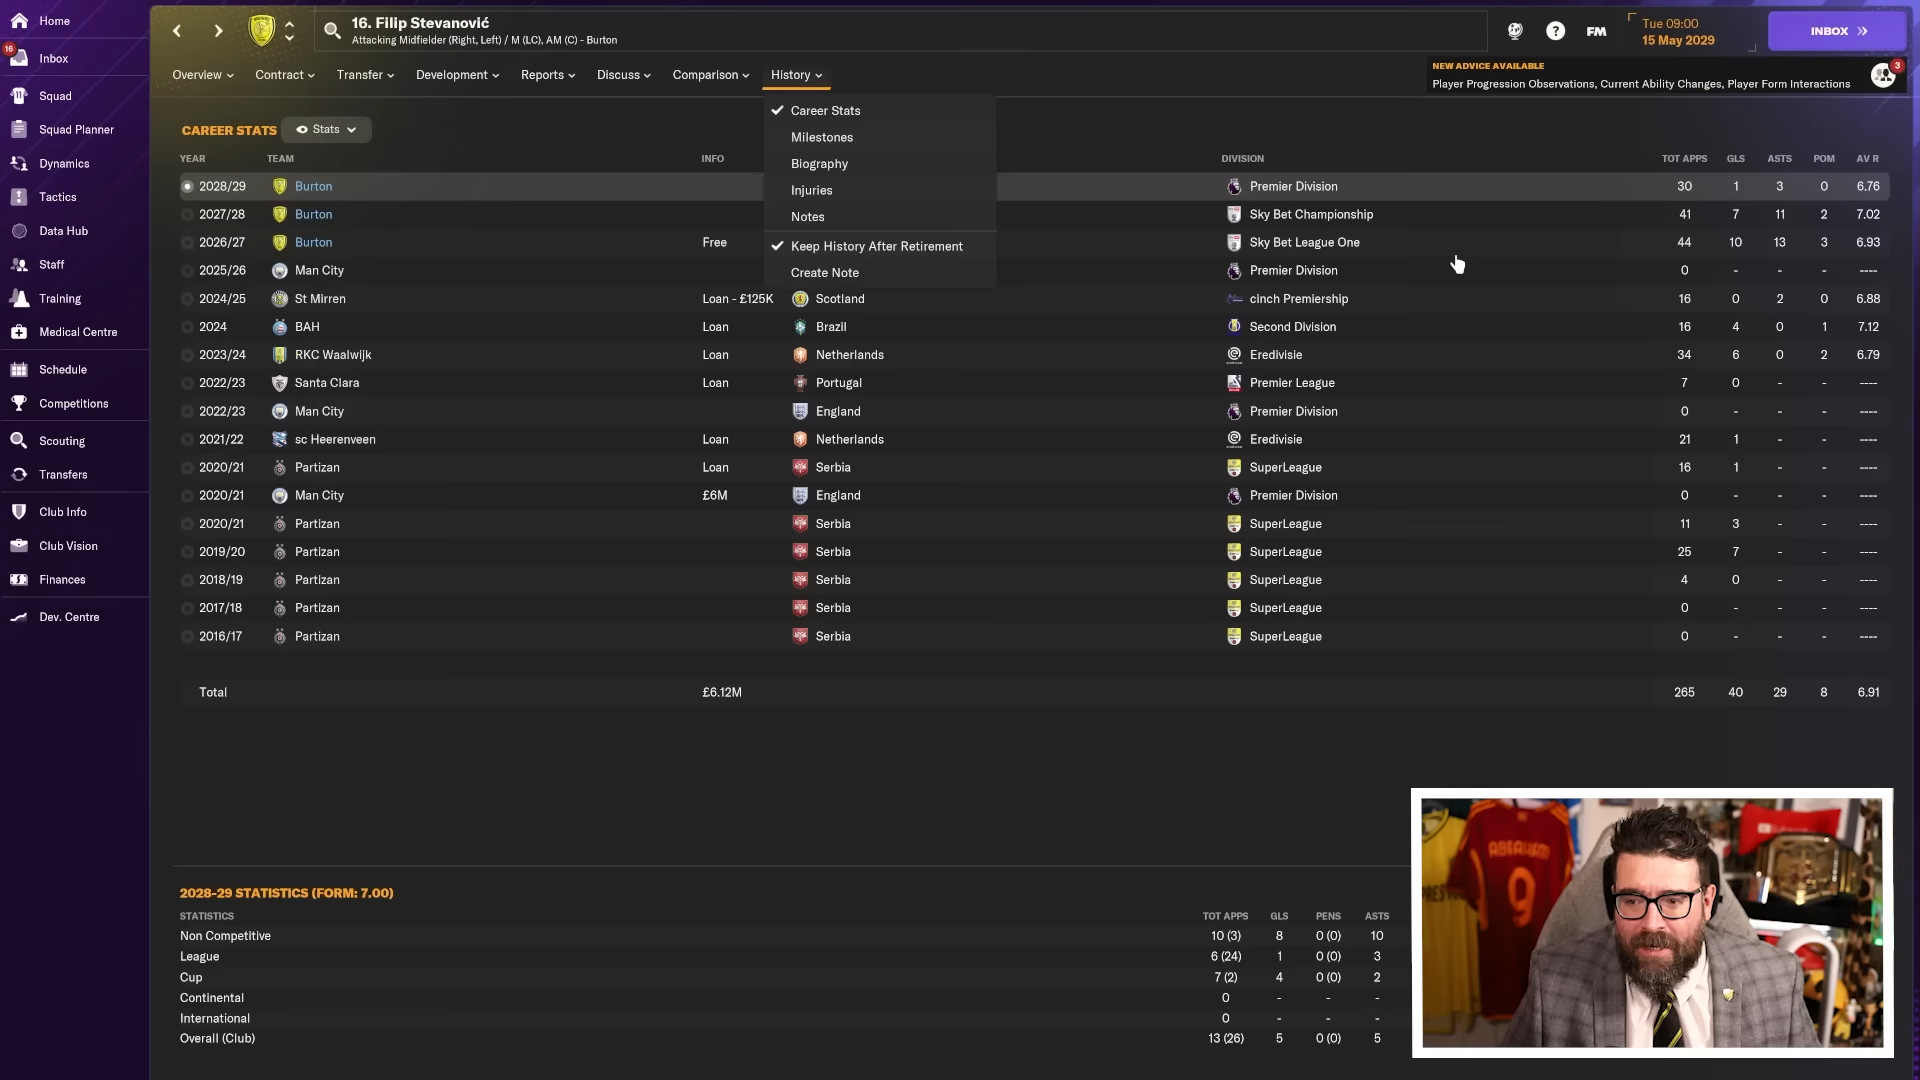 Home
16
Inbox
Squad
Squad Planner
Dynamics
Tactics
Data Hub
Staff
Training
Medical Centre
Schedule
Competitions
Scouting
Transfers
Club Info
Club Vision
Finances
Dev. Centre
16. Filip Stevanović
Attacking Midfielder (Right, Left) / M (LC), AM (C) - Burton
?
FM
Tue 09:00
15 May 2029
INBOX
Overview
Contract
Transfer
Development
Reports
Discuss
Comparison
History
NEW ADVICE AVAILABLE
Player Progression Observations, Current Ability Changes, Player Form Interactions
3
Career Stats
Milestones
Biography
Injuries
Notes
Keep History After Retirement
Create Note
CAREER STATS Stats
YEAR TEAM INFO DIVISION TOT APPS GLS ASTS POM AV R
2028/29 Burton Premier Division 30 1 3 0 6.76
2027/28 Burton Sky Bet Championship 41 7 11 2 7.02
2026/27 Burton Free Sky Bet League One 44 10 13 3 6.93
2025/26 Man City Premier Division 0 - - - ----
2024/25 St Mirren Loan - £125K Scotland cinch Premiership 16 0 2 0 6.88
2024 BAH Loan Brazil Second Division 16 4 0 1 7.12
2023/24 RKC Waalwijk Loan Netherlands Eredivisie 34 6 0 2 6.79
2022/23 Santa Clara Loan Portugal Premier League 7 0 - - ----
2022/23 Man City England Premier Division 0 - - - ----
2021/22 sc Heerenveen Loan Netherlands Eredivisie 21 1 - - ----
2020/21 Partizan Loan Serbia SuperLeague 16 1 - - ----
2020/21 Man City £6M England Premier Division 0 - - - ----
2020/21 Partizan Serbia SuperLeague 11 3 - - ----
2019/20 Partizan Serbia SuperLeague 25 7 - - ----
2018/19 Partizan Serbia SuperLeague 4 0 - - ----
2017/18 Partizan Serbia SuperLeague 0 - - - ----
2016/17 Partizan Serbia SuperLeague 0 - - - ----
Total £6.12M 265 40 29 8 6.91
2028-29 STATISTICS (FORM: 7.00)
STATISTICS TOT APPS GLS PENS ASTS
Non Competitive 10 (3) 8 0 (0) 10
League 6 (24) 1 0 (0) 3
Cup 7 (2) 4 0 (0) 2
Continental 0 - - -
International 0 - - -
Overall (Club) 13 (26) 5 0 (0) 5
ABRAHAM
9